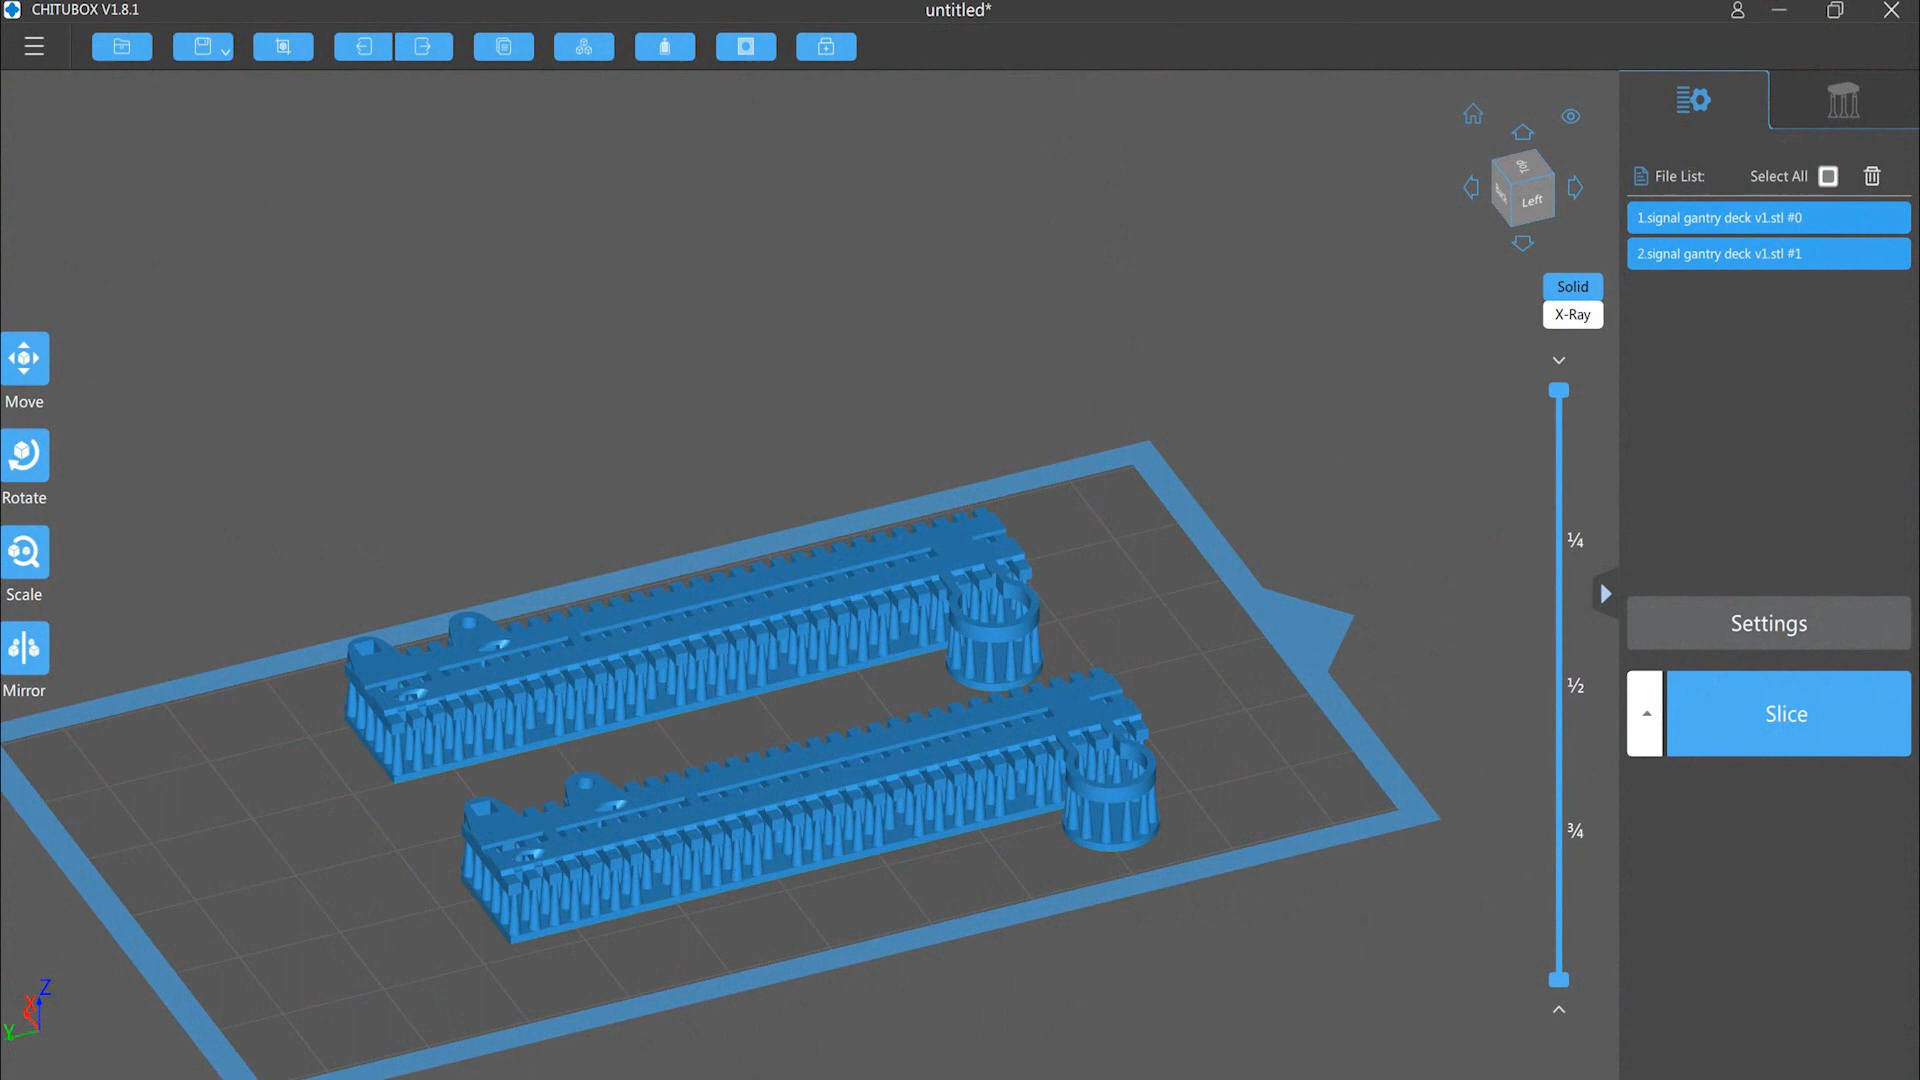 CHITUBOX V1.8.1
untitled*
File List:
Select All
1.signal gantry deck v1.stl #0
2.signal gantry deck v1.stl #1
Top
Back
Left
Solid
X-Ray
Move
Rotate
Scale
Mirror
¼
½
¾
Settings
Slice
Z
X
Y